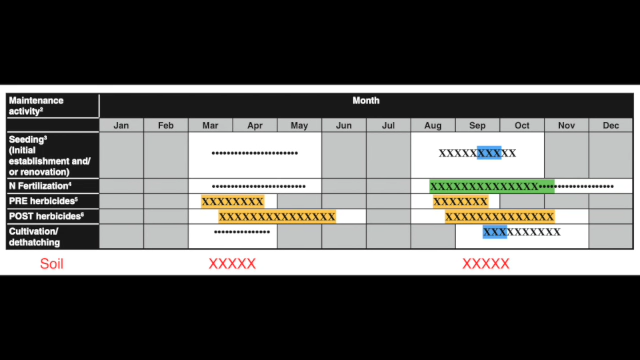 Maintenance activity² Month
Jan Feb Mar Apr May Jun Jul Aug Sep Oct Nov Dec
Seeding³
(Initial
establishment and/
or renovation) •••••••••••••••••••••• XXXXXXXXXX
N Fertilization⁴ •••••••••••••••••••••••• XXXXXXXXXXXXXX•••••••••••••••••••
PRE herbicides⁵ XXXXXXXX XXXXXXX
POST herbicides⁶ XXXXXXXXXXXXXXX XXXXXXXXXXXXXX
Cultivation/
dethatching •••••••••••••• XXXXXXXXXX
Soil XXXXX XXXXX